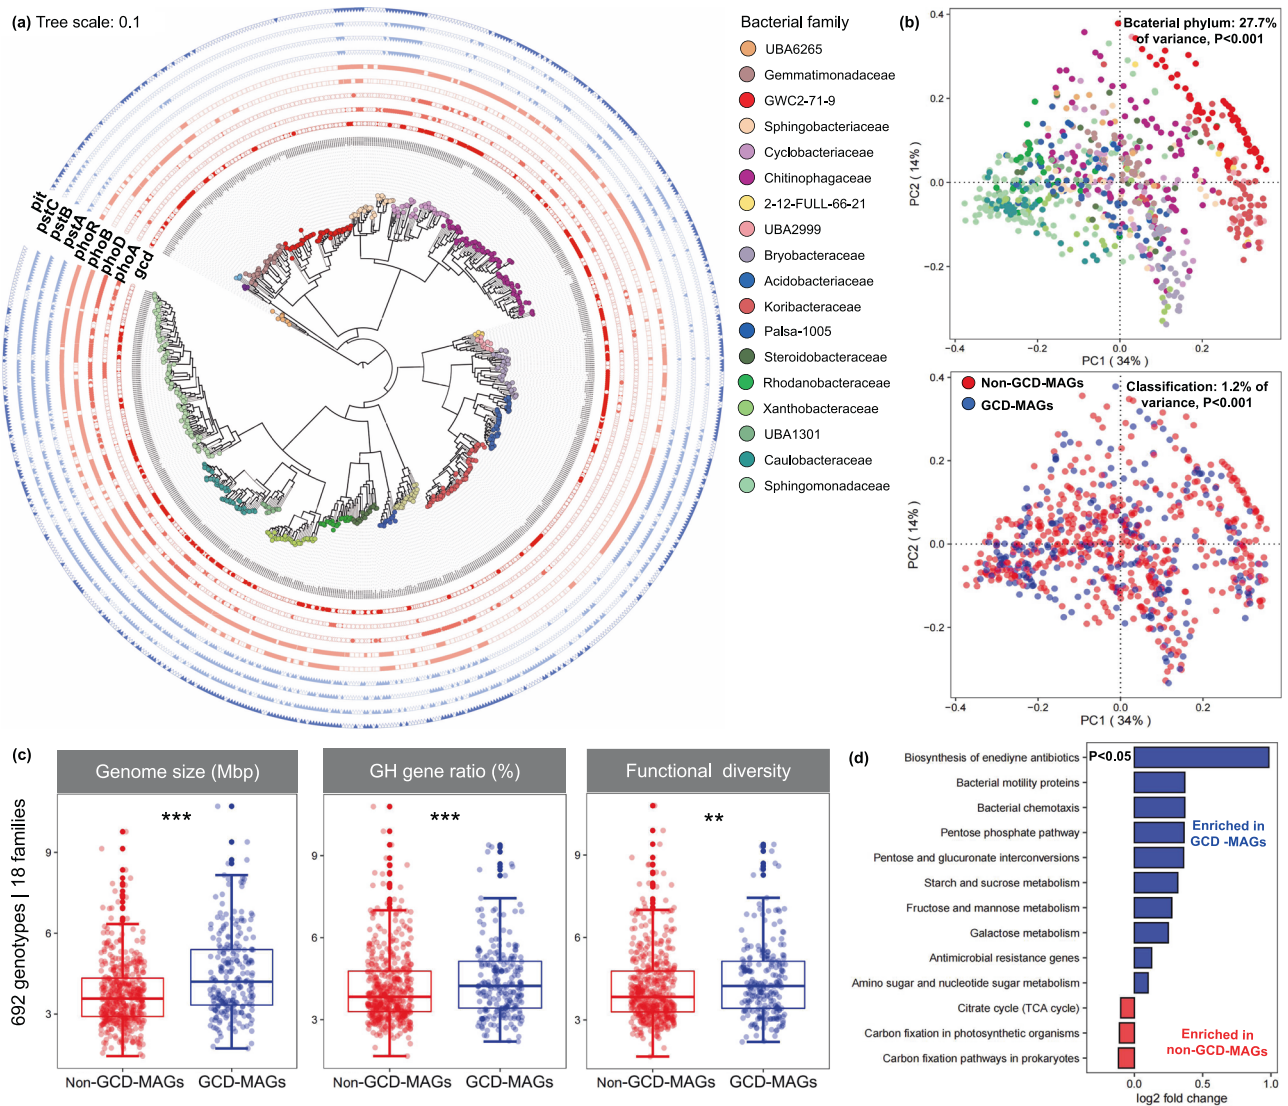 (a) Tree scale: 0.1
pit
pstC
pstB
pstA
phoR
phoB
phoD
phoA
gcd
Bacterial family
UBA6265
Gemmatimonadaceae
GWC2-71-9
Sphingobacteriaceae
Cyclobacteriaceae
Chitinophagaceae
2-12-FULL-66-21
UBA2999
Bryobacteraceae
Acidobacteriaceae
Koribacteraceae
Palsa-1005
Steroidobacteraceae
Rhodanobacteraceae
Xanthobacteraceae
UBA1301
Caulobacteraceae
Sphingomonadaceae
(b)
Bcaterial phylum: 27.7%
of variance, P<0.001
0.4
0.2
0.0
−0.2
PC2 ( 14% )
−0.4
−0.2
0.0
0.2
PC1 ( 34% )
Non-GCD-MAGs
GCD-MAGs
Classification: 1.2% of
variance, P<0.001
0.4
0.2
0.0
−0.2
PC2 ( 14% )
−0.4
−0.2
0.0
0.2
PC1 ( 34% )
(c)
692 genotypes | 18 families
Genome size (Mbp)
***
9
6
3
Non-GCD-MAGs
GCD-MAGs
GH gene ratio (%)
***
9
6
3
Non-GCD-MAGs
GCD-MAGs
Functional diversity
**
9
6
3
Non-GCD-MAGs
GCD-MAGs
(d)
P<0.05
Biosynthesis of enediyne antibiotics
Bacterial motility proteins
Bacterial chemotaxis
Pentose phosphate pathway
Pentose and glucuronate interconversions
Starch and sucrose metabolism
Fructose and mannose metabolism
Galactose metabolism
Antimicrobial resistance genes
Amino sugar and nucleotide sugar metabolism
Citrate cycle (TCA cycle)
Carbon fixation in photosynthetic organisms
Carbon fixation pathways in prokaryotes
Enriched in
GCD -MAGs
Enriched in
non-GCD-MAGs
0.0
0.5
1.0
log2 fold change